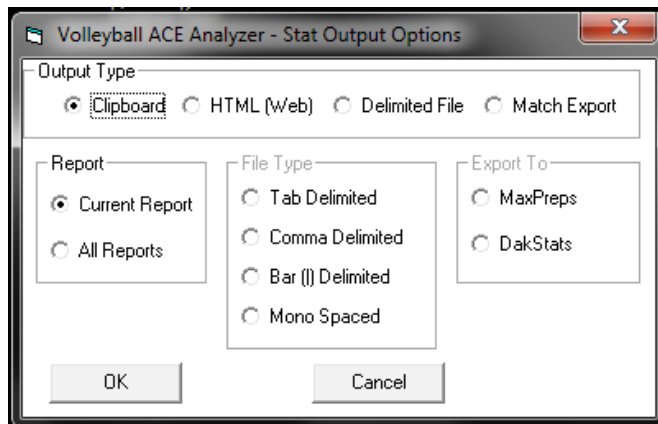 Volleyball ACE Analyzer - Stat Output Options
Output Type
Clipboard HTML (Web) Delimited File Match Export
Report
Current Report
All Reports
File Type
Tab Delimited
Comma Delimited
Bar (|) Delimited
Mono Spaced
Export To
MaxPreps
DakStats
OK Cancel